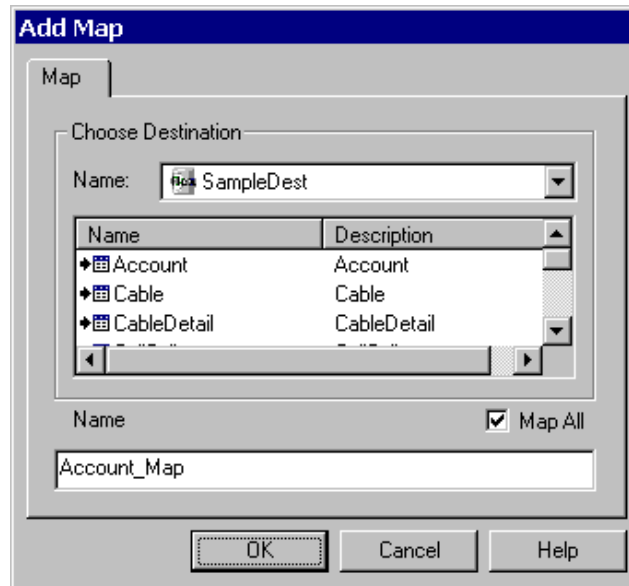 Add Map
Map
Choose Destination
Name: SampleDest
Name Description
Account Account
Cable Cable
CableDetail CableDetail
Name Map All
Account_Map
OK Cancel Help